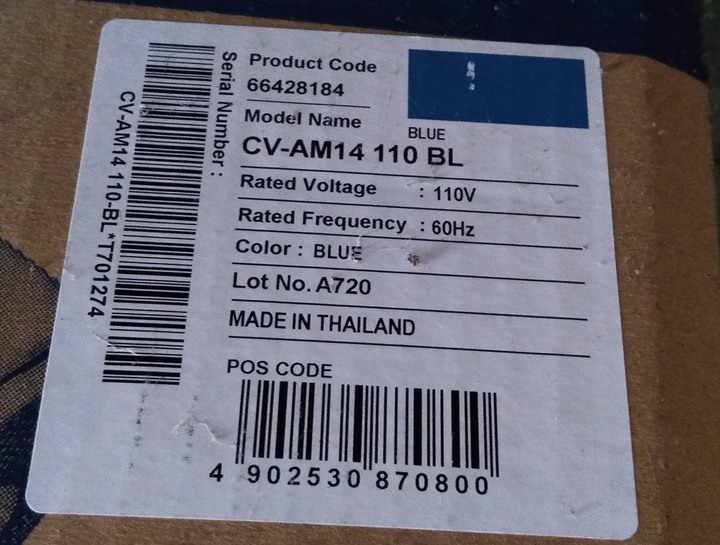 Product Code
66428184
Model Name
BLUE
CV-AM14 110 BL
Rated Voltage : 110V
Rated Frequency : 60Hz
Color : BLUE
Lot No. A720
MADE IN THAILAND
POS CODE
4 902530 870800
Serial Number :
CV-AM14 110-BL*T701274